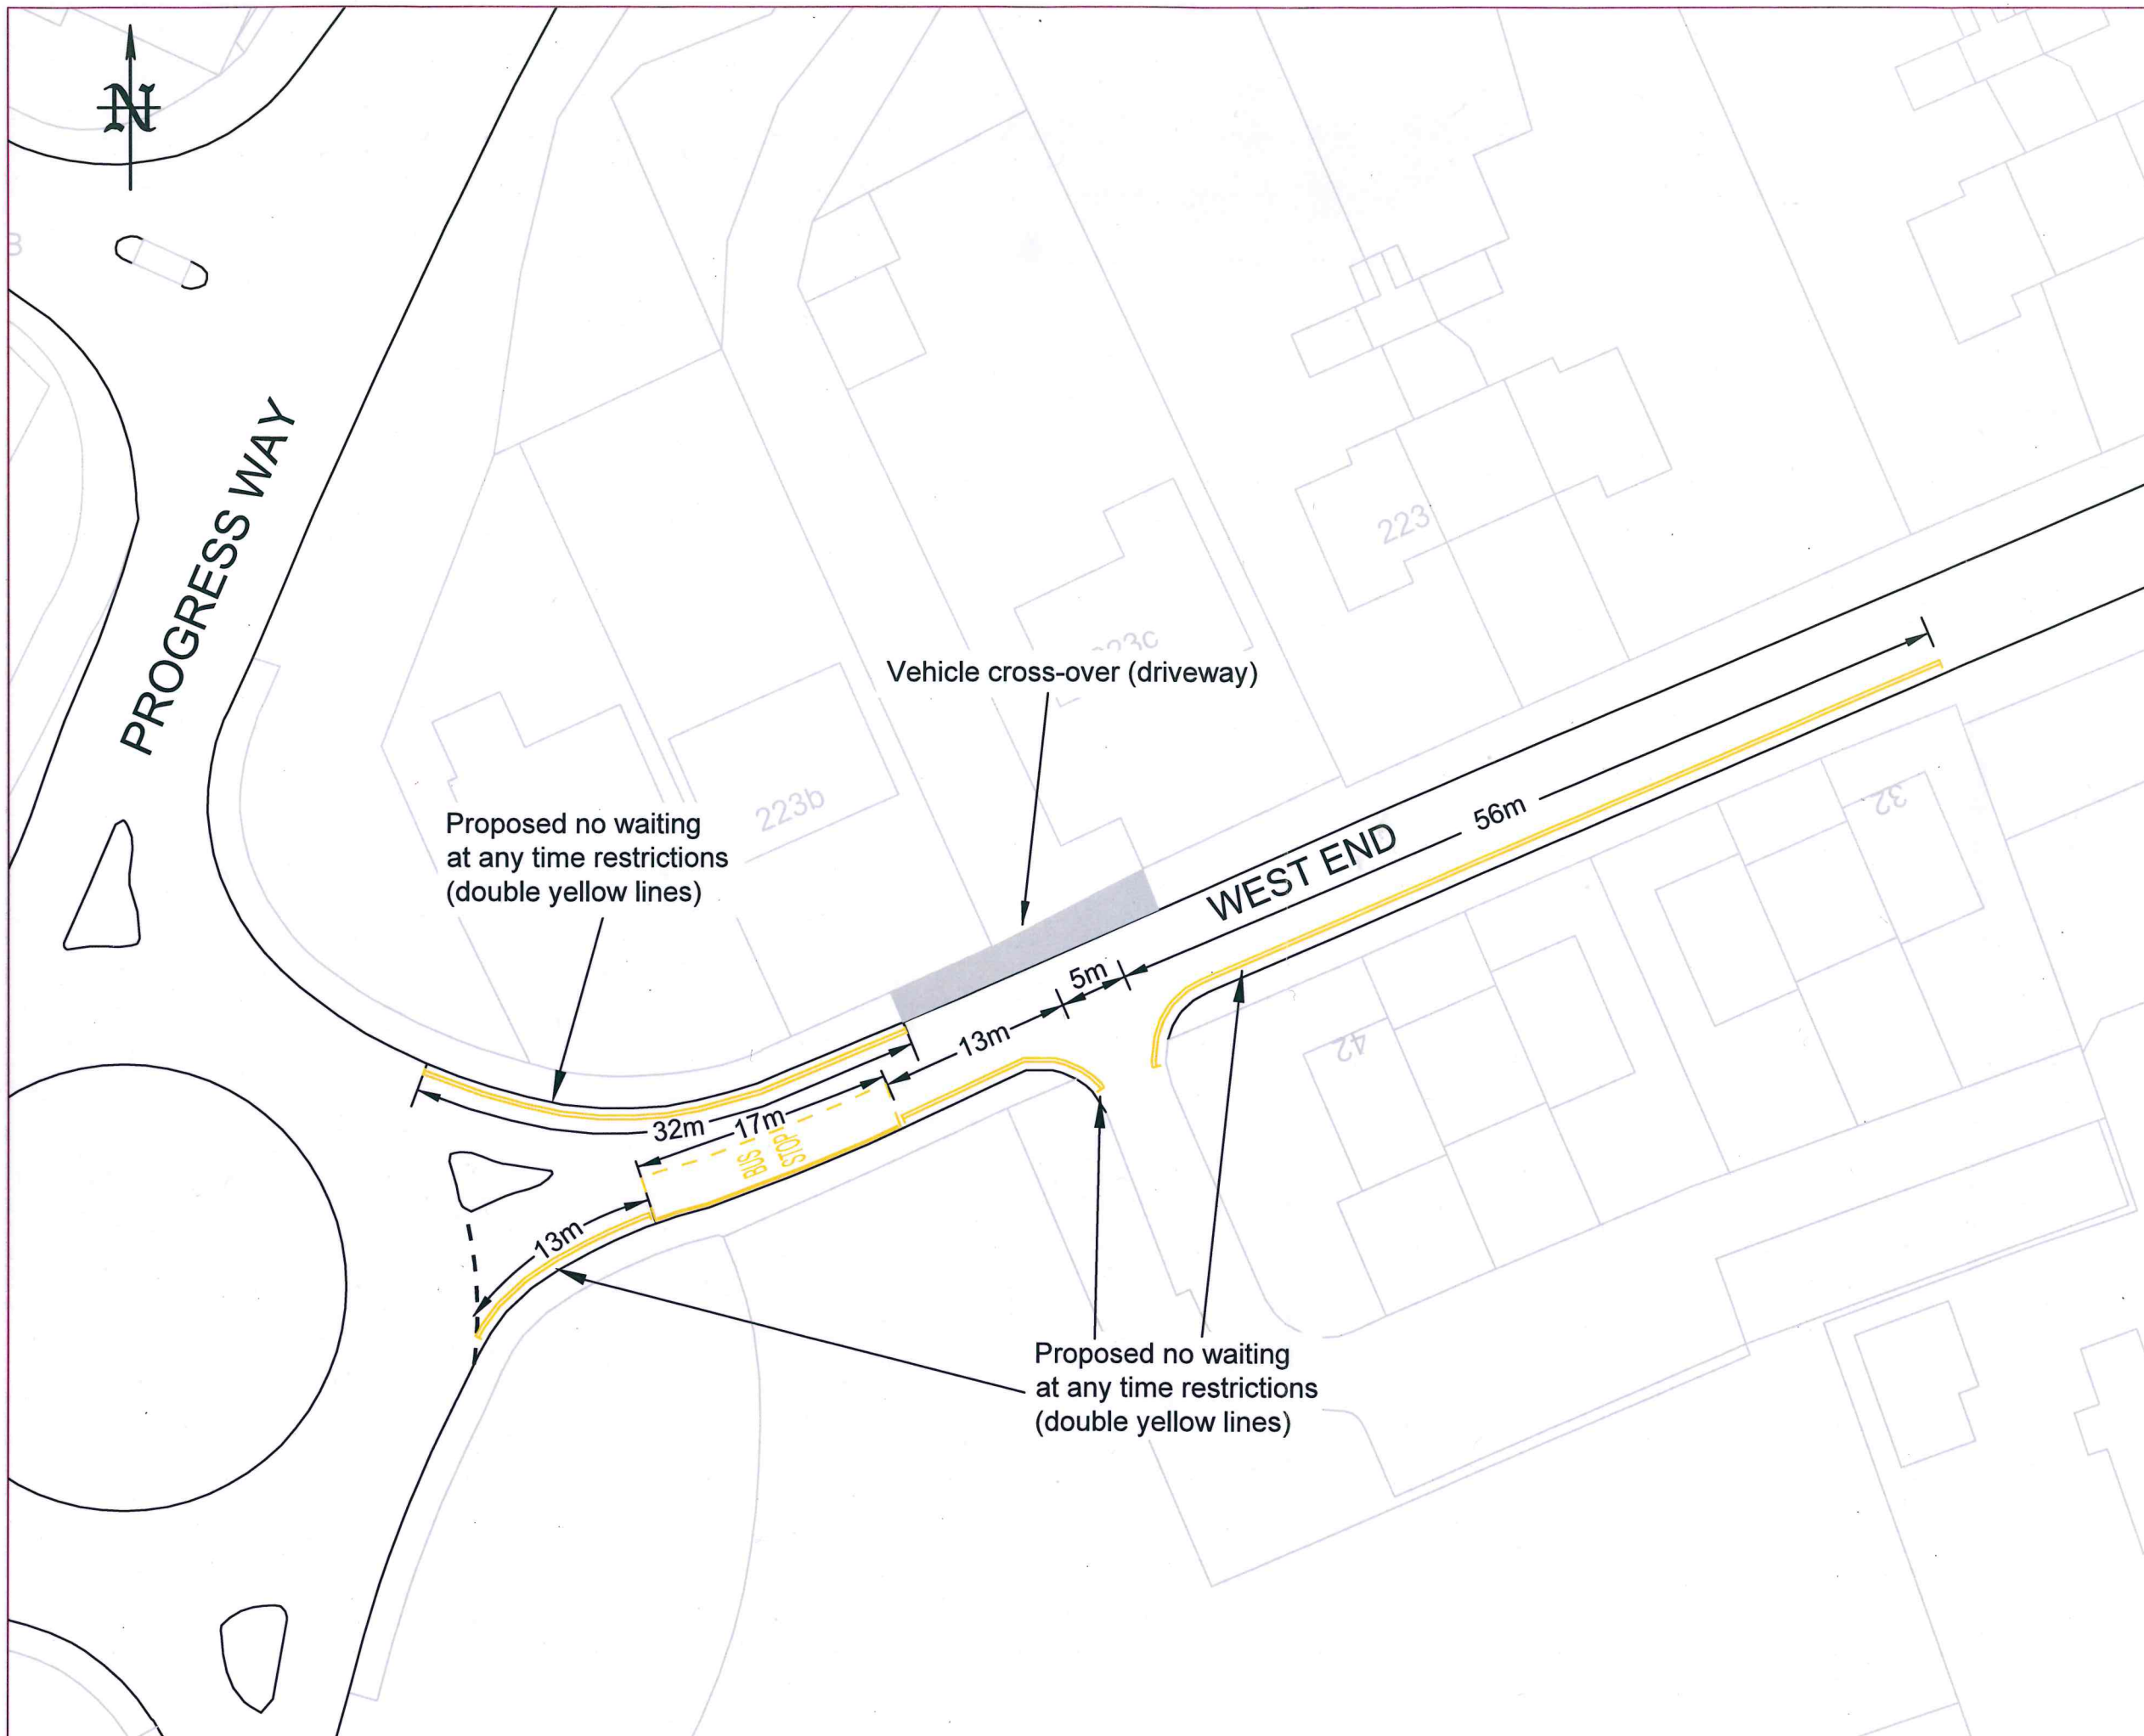 N
PROGRESS WAY
223
Vehicle cross-over (driveway)
223b
Proposed no waiting
at any time restrictions
(double yellow lines)
WEST END
56m
32
5m
13m
42
32m
17m
BUS
STOP
13m
Proposed no waiting
at any time restrictions
(double yellow lines)